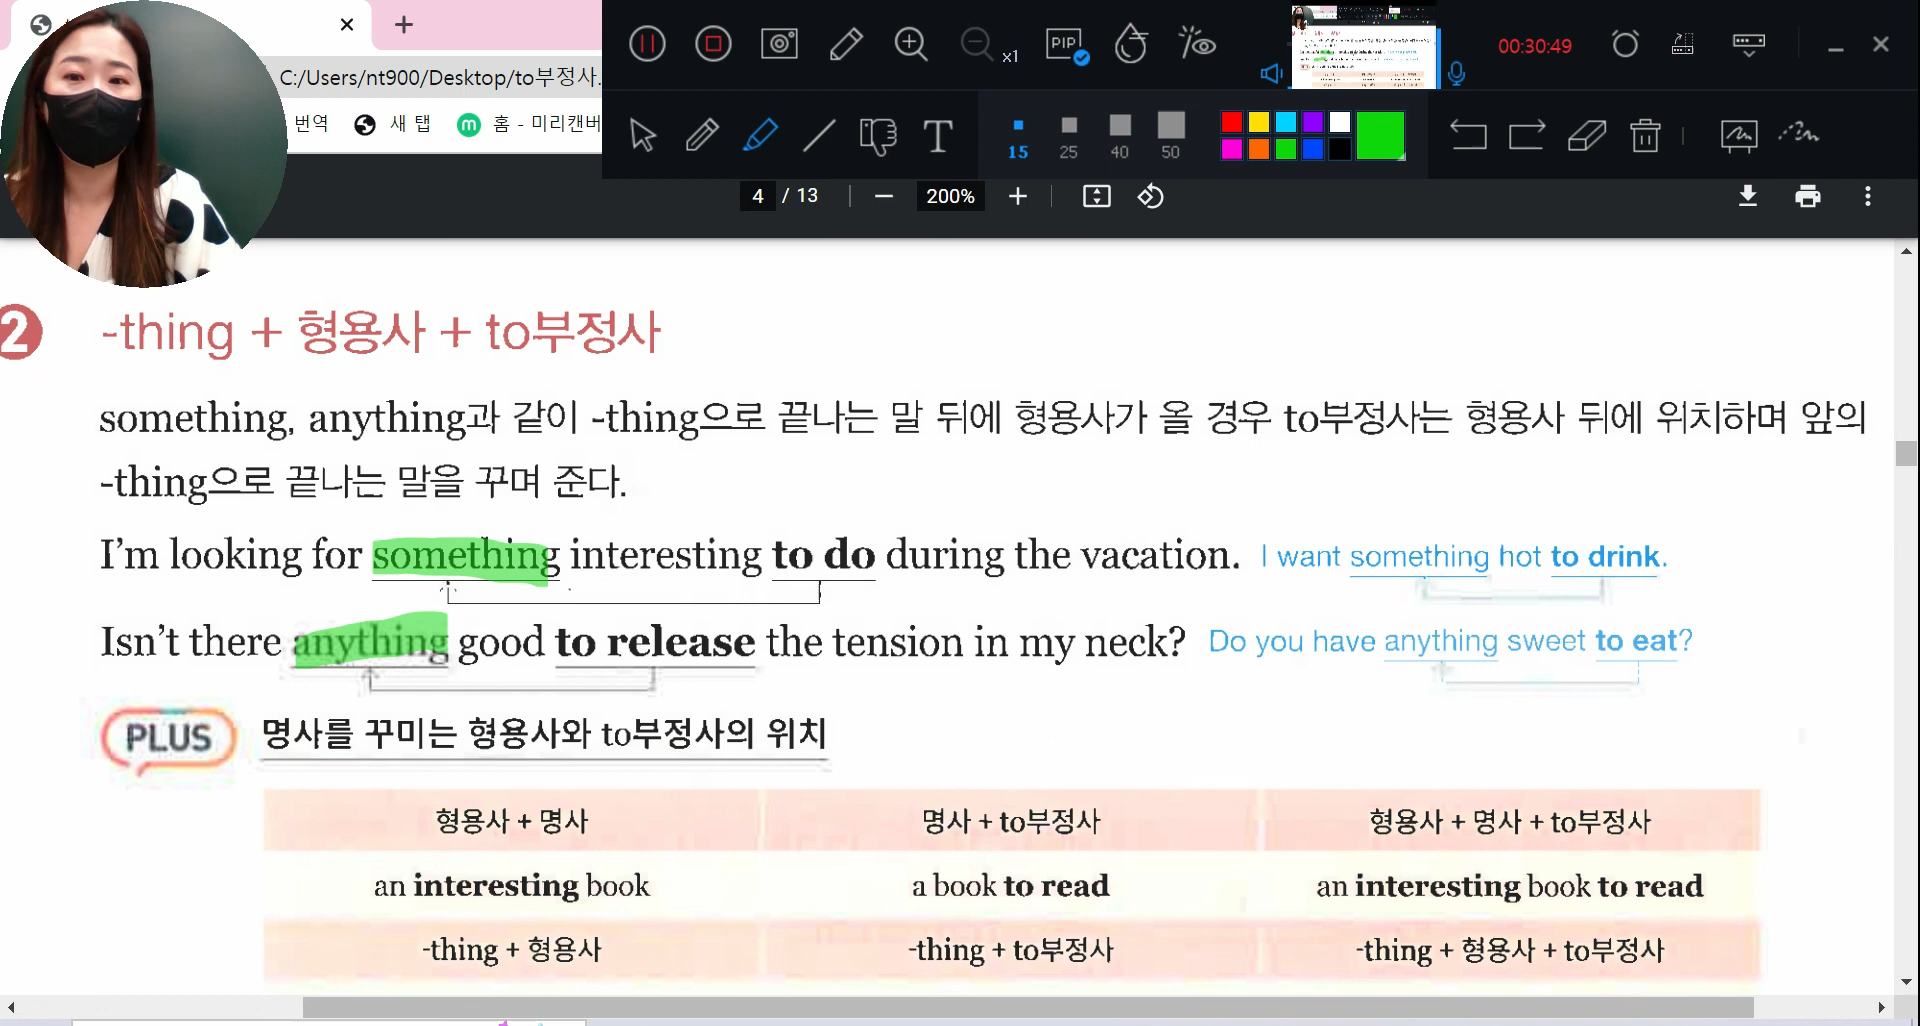 C:/Users/nt900/Desktop/to부정사.
번역 새 탭 홈 - 미리캔버
x1
PIP
00:30:49
T
15 25 40 50
4 / 13 200%
2 -thing + 형용사 + to부정사
something, anything과 같이 -thing으로 끝나는 말 뒤에 형용사가 올 경우 to부정사는 형용사 뒤에 위치하며 앞의
-thing으로 끝나는 말을 꾸며 준다.
I'm looking for something interesting to do during the vacation. I want something hot to drink.
Isn't there anything good to release the tension in my neck? Do you have anything sweet to eat?
PLUS 명사를 꾸미는 형용사와 to부정사의 위치
형용사 + 명사 명사 + to부정사 형용사 + 명사 + to부정사
an interesting book a book to read an interesting book to read
-thing + 형용사 -thing + to부정사 -thing + 형용사 + to부정사